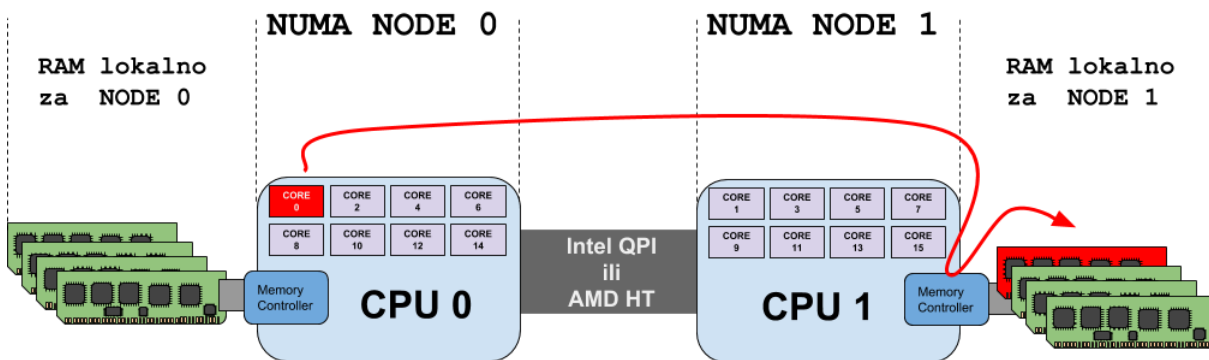 NUMA NODE 0
NUMA NODE 1
RAM lokalno
za NODE 0
RAM lokalno
za NODE 1
CORE
0
CORE
2
CORE
4
CORE
6
CORE
8
CORE
10
CORE
12
CORE
14
CORE
1
CORE
3
CORE
5
CORE
7
CORE
9
CORE
11
CORE
13
CORE
15
Intel QPI
ili
AMD HT
Memory
Controller
CPU 0
CPU 1
Memory
Controller